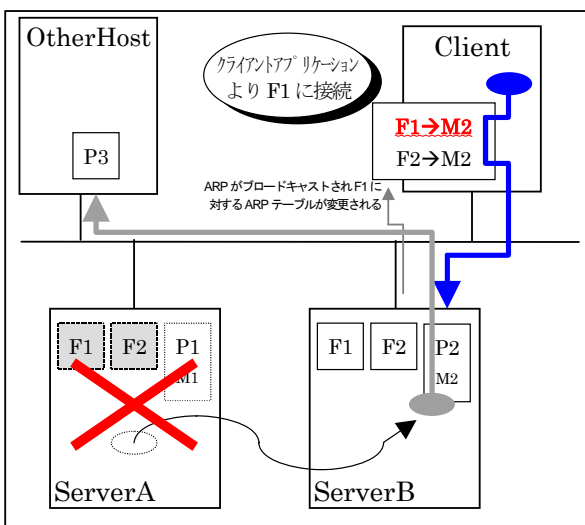 OtherHost
P3
クライアントアプリケーション
より F1 に接続
Client
F1→M2
F2→M2
ARP がブロードキャストされ F1 に
対する ARP テーブルが変更される
F1
F2
P1
M1
ServerA
F1
F2
P2
M2
ServerB